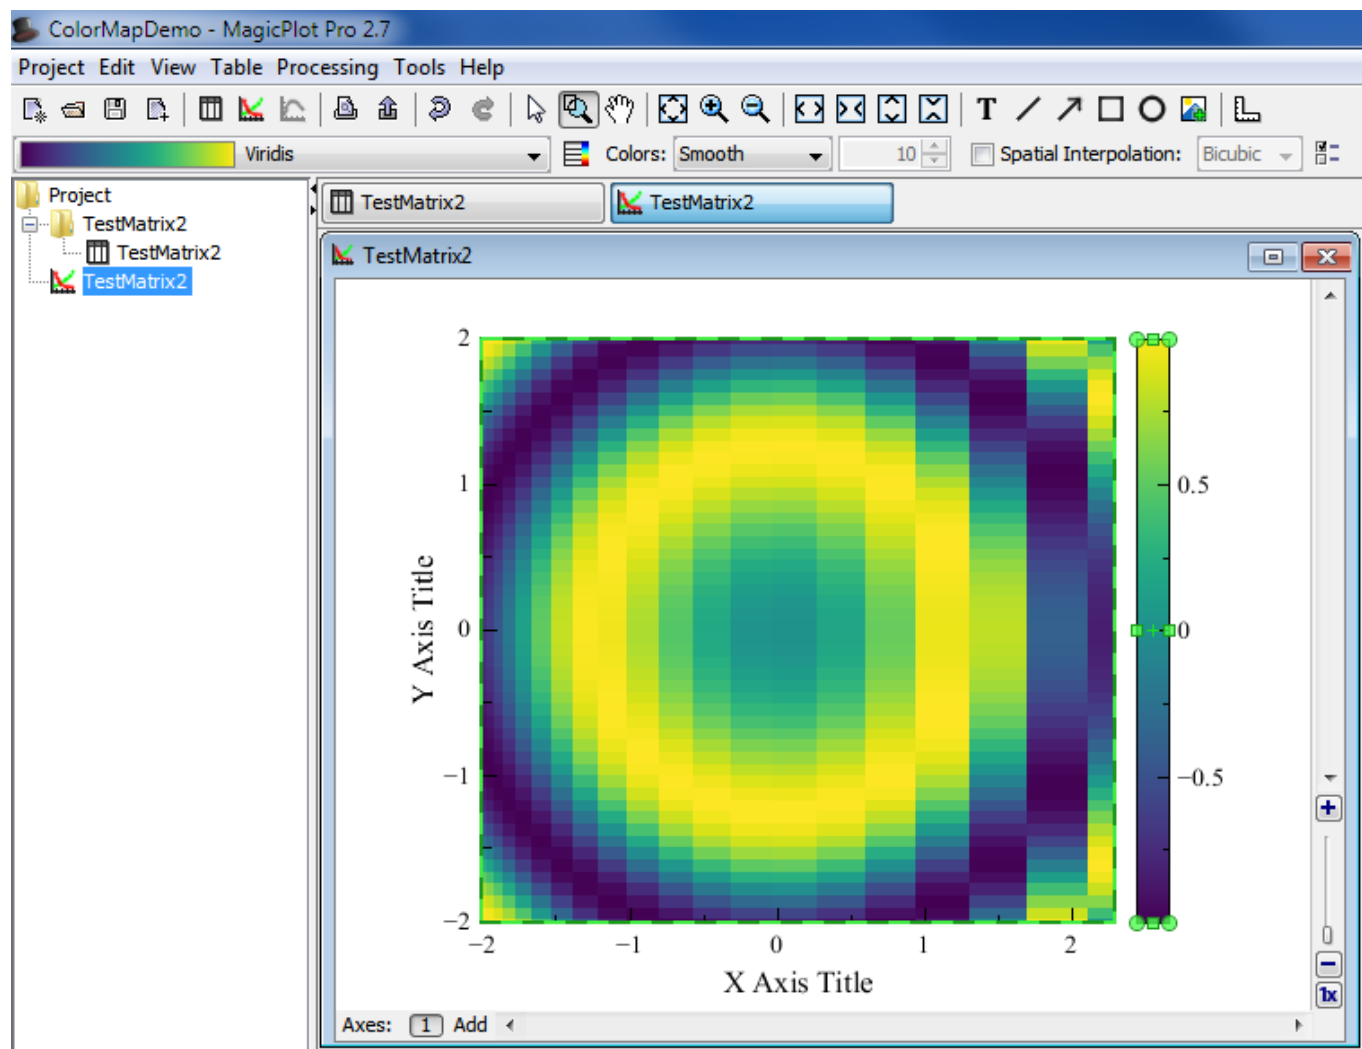 ColorMapDemo - MagicPlot Pro 2.7
Project Edit View Table Processing Tools Help
T
Viridis Colors: Smooth 10 Spatial Interpolation: Bicubic
Project
TestMatrix2
TestMatrix2
TestMatrix2
TestMatrix2 TestMatrix2
TestMatrix2
2
1
0
−1
−2
Y Axis Title
−2 −1 0 1 2
X Axis Title
0.5
0
−0.5
1x
Axes: 1 Add